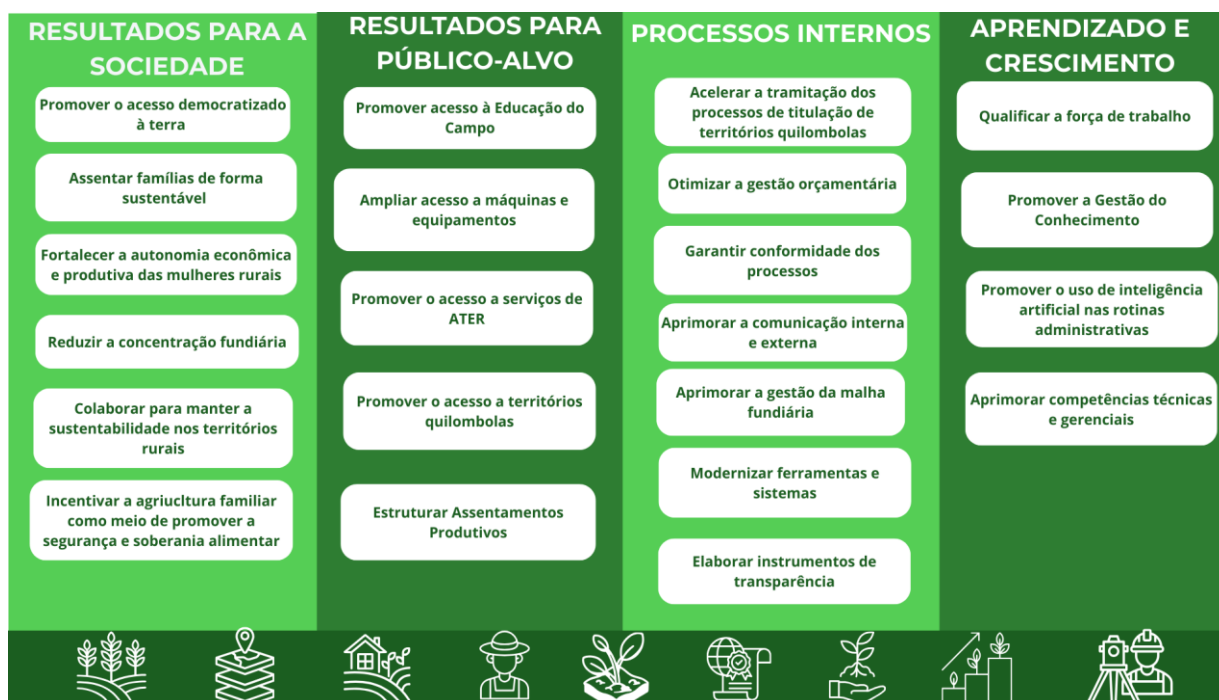 RESULTADOS PARA A
SOCIEDADE
Promover o acesso democratizado
à terra
Assentar famílias de forma
sustentável
Fortalecer a autonomia econômica
e produtiva das mulheres rurais
Reduzir a concentração fundiária
Colaborar para manter a
sustentabilidade nos territórios
rurais
Incentivar a agriucltura familiar
como meio de promover a
segurança e soberania alimentar
RESULTADOS PARA
PÚBLICO-ALVO
Promover acesso à Educação do
Campo
Ampliar acesso a máquinas e
equipamentos
Promover o acesso a serviços de
ATER
Promover o acesso a territórios
quilombolas
Estruturar Assentamentos
Produtivos
PROCESSOS INTERNOS
Acelerar a tramitação dos
processos de titulação de
territórios quilombolas
Otimizar a gestão orçamentária
Garantir conformidade dos
processos
Aprimorar a comunicação interna
e externa
Aprimorar a gestão da malha
fundiária
Modernizar ferramentas e
sistemas
Elaborar instrumentos de
transparência
APRENDIZADO E
CRESCIMENTO
Qualificar a força de trabalho
Promover a Gestão do
Conhecimento
Promover o uso de inteligência
artificial nas rotinas
administrativas
Aprimorar competências técnicas
e gerenciais